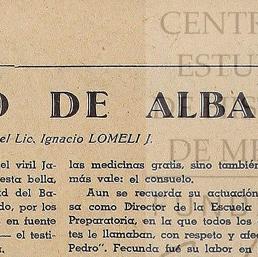 CENTR
ESTU
DE
DE M
O DE ALBA
el Lic. Ignacio LOMELI J.
el viril Ja-
esta bella,
d del Ba-
do, por los
en fuente
— el testi-
las medicinas gratis, sino también
más vale: el consuelo.
Aun se recuerda su actuación
sa como Director de la Escuela
Preparatoria, en la que todos los
tes le llamaban, con respeto y afec
Pedro". Fecunda fué su labor en